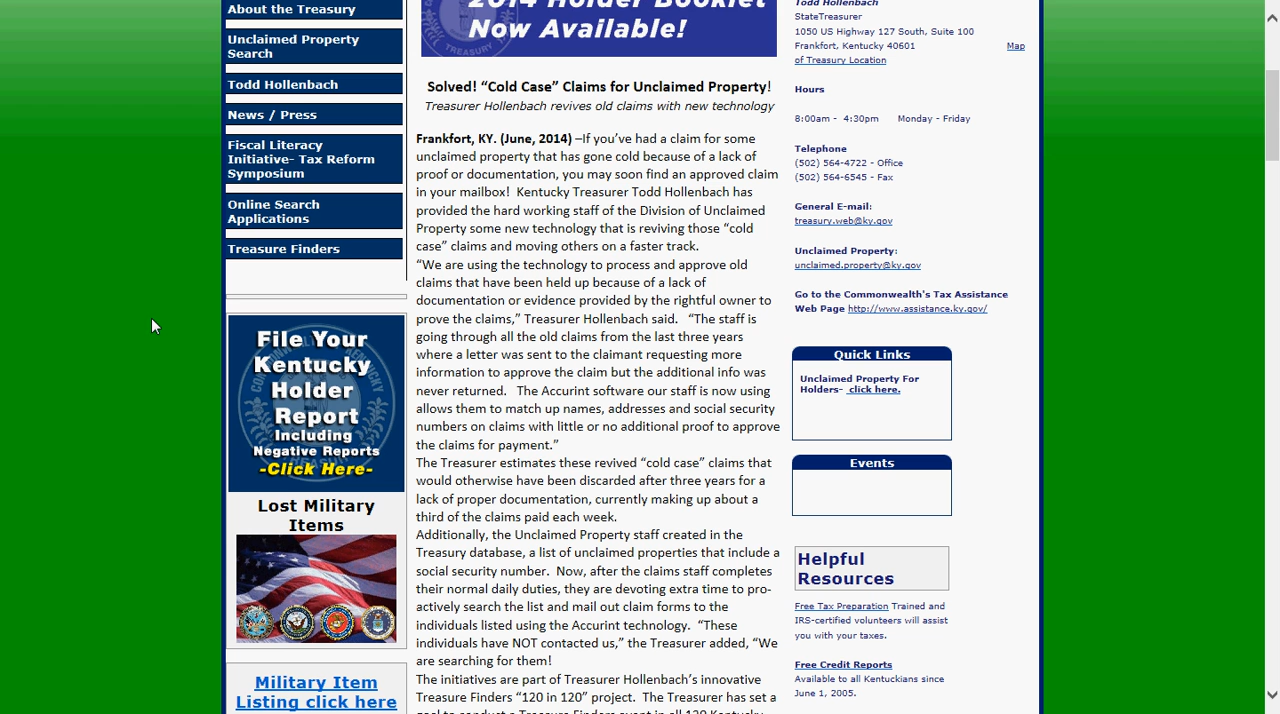 About the Treasury
Unclaimed Property
Search
Todd Hollenbach
News / Press
Fiscal Literacy
Initiative- Tax Reform
Symposium
Online Search
Applications
Treasure Finders
File Your
Kentucky
Holder
Report
Including
Negative Reports
-Click Here-
Lost Military
Items
Military Item
Listing click here
2014 Holder Booklet
Now Available!
Solved! “Cold Case” Claims for Unclaimed Property!
Treasurer Hollenbach revives old claims with new technology
Frankfort, KY. (June, 2014) –If you’ve had a claim for some
unclaimed property that has gone cold because of a lack of
proof or documentation, you may soon find an approved claim
in your mailbox!  Kentucky Treasurer Todd Hollenbach has
provided the hard working staff of the Division of Unclaimed
Property some new technology that is reviving those “cold
case” claims and moving others on a faster track.
“We are using the technology to process and approve old
claims that have been held up because of a lack of
documentation or evidence provided by the rightful owner to
prove the claims,” Treasurer Hollenbach said.   “The staff is
going through all the old claims from the last three years
where a letter was sent to the claimant requesting more
information to approve the claim but the additional info was
never returned.   The Accurint software our staff is now using
allows them to match up names, addresses and social security
numbers on claims with little or no additional proof to approve
the claims for payment.”
The Treasurer estimates these revived “cold case” claims that
would otherwise have been discarded after three years for a
lack of proper documentation, currently making up about a
third of the claims paid each week.
Additionally, the Unclaimed Property staff created in the
Treasury database, a list of unclaimed properties that include a
social security number.  Now, after the claims staff completes
their normal daily duties, they are devoting extra time to pro-
actively search the list and mail out claim forms to the
individuals listed using the Accurint technology.  “These
individuals have NOT contacted us,” the Treasurer added, “We
are searching for them!
The initiatives are part of Treasurer Hollenbach’s innovative
Treasure Finders “120 in 120” project.  The Treasurer has set a
goal to conduct a Treasure Finders event in all 120 Kentucky
Todd Hollenbach
StateTreasurer
1050 US Highway 127 South, Suite 100
Frankfort, Kentucky 40601 Map
of Treasury Location
Hours
8:00am -  4:30pm      Monday - Friday
Telephone
(502) 564-4722 - Office
(502) 564-6545 - Fax
General E-mail:
treasury.web@ky.gov
Unclaimed Property:
unclaimed.property@ky.gov
Go to the Commonwealth's Tax Assistance
Web Page http://www.assistance.ky.gov/
Quick Links
Unclaimed Property For
Holders-  click here.
Events
Helpful
Resources
Free Tax Preparation Trained and
IRS-certified volunteers will assist
you with your taxes.
Free Credit Reports
Available to all Kentuckians since
June 1, 2005.